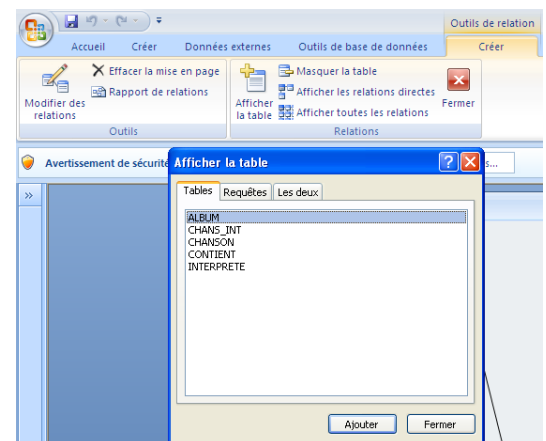 Outils de relation
Accueil Créer Données externes Outils de base de données Créer
Modifier des relations
Effacer la mise en page
Rapport de relations
Outils
Afficher la table
Masquer la table
Afficher les relations directes
Afficher toutes les relations
Fermer
Relations
Avertissement de sécurité
Afficher la table
Tables Requêtes Les deux
ALBUM
CHANS_INT
CHANSON
CONTIENT
INTERPRETE
Ajouter Fermer